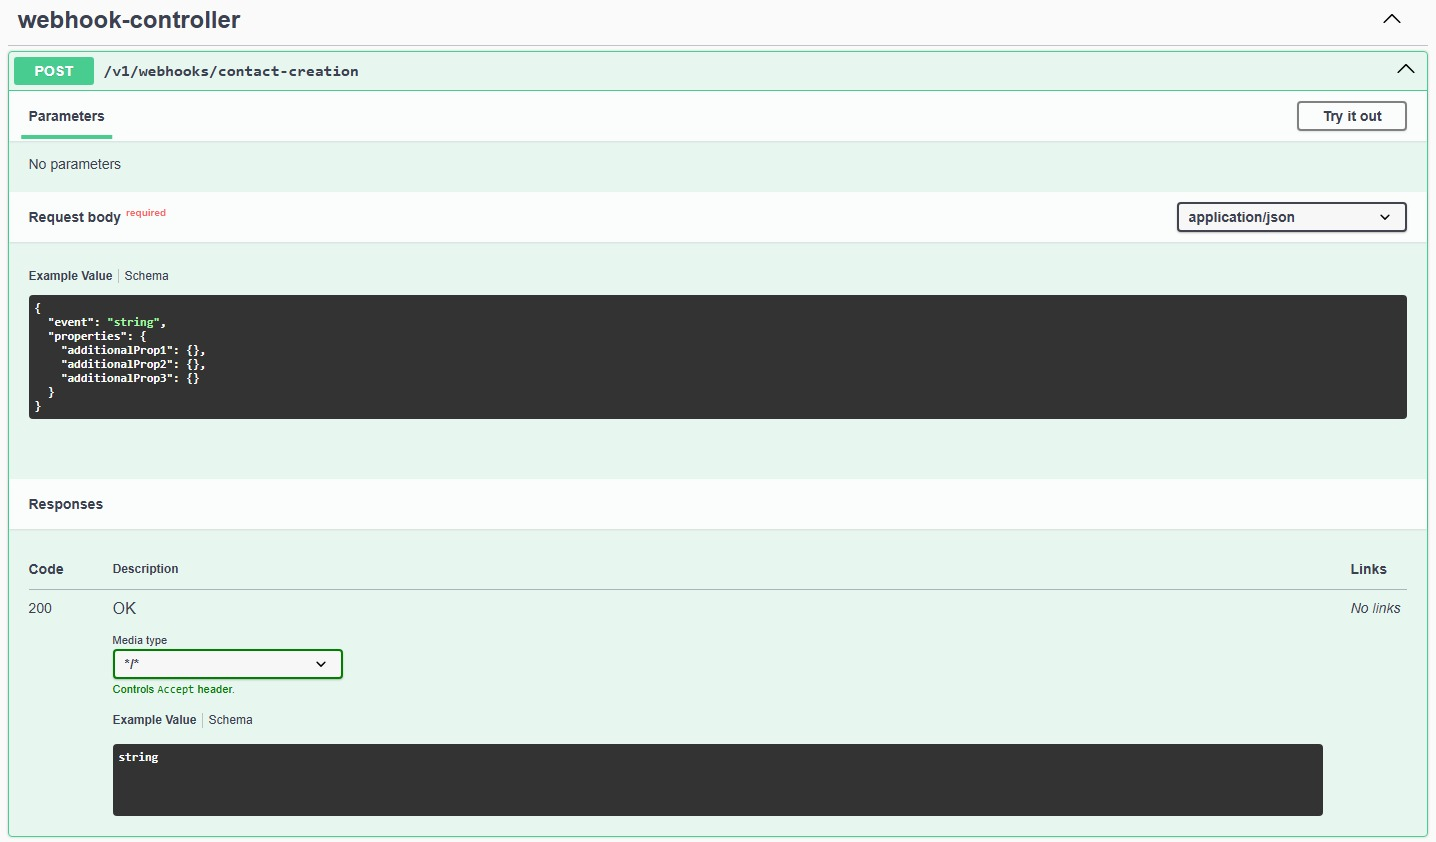 webhook-controller
POST /v1/webhooks/contact-creation
Parameters
Try it out
No parameters
Request body required
application/json
Example Value Schema
{
  "event": "string",
  "properties": {
    "additionalProp1": {},
    "additionalProp2": {},
    "additionalProp3": {}
  }
}
Responses
Code Description Links
200 OK No links
Media type
*/*
Controls Accept header.
Example Value Schema
string